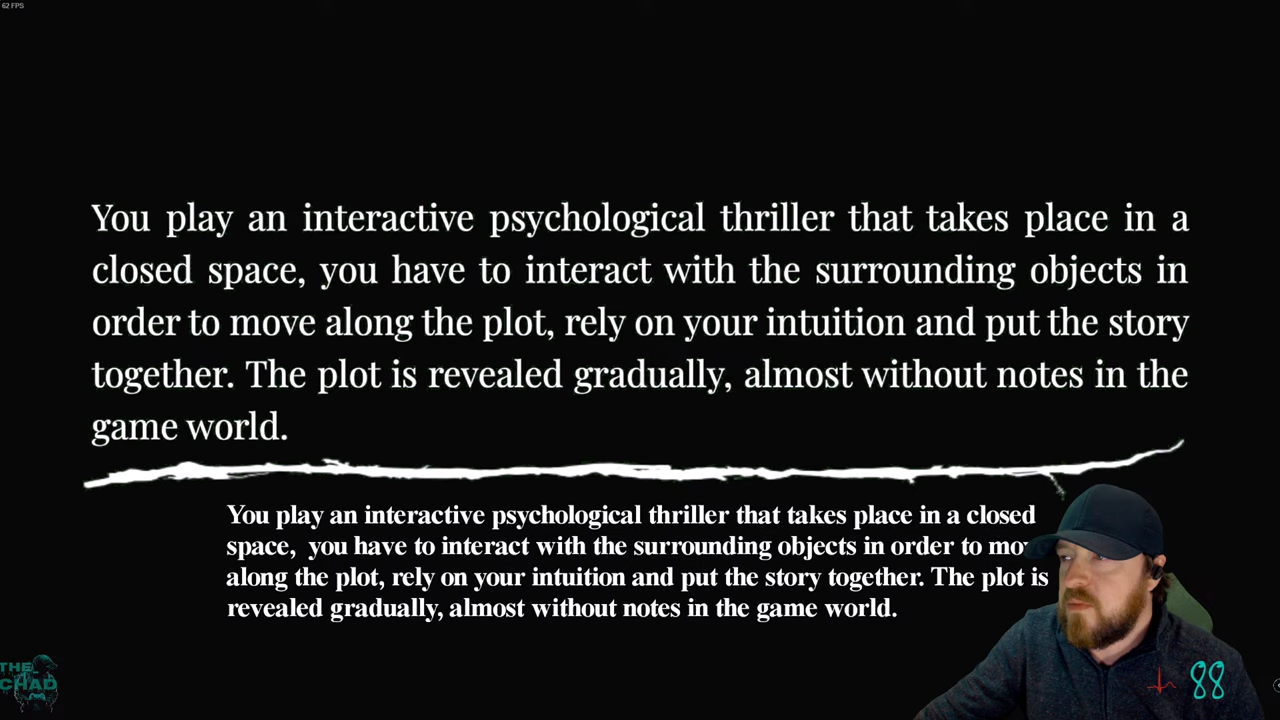 62 FPS
You play an interactive psychological thriller that takes place in a
closed space, you have to interact with the surrounding objects in
order to move along the plot, rely on your intuition and put the story
together. The plot is revealed gradually, almost without notes in the
game world.
You play an interactive psychological thriller that takes place in a closed
space, you have to interact with the surrounding objects in order to mov
along the plot, rely on your intuition and put the story together. The plot is
revealed gradually, almost without notes in the game world.
THE
CHAD
88